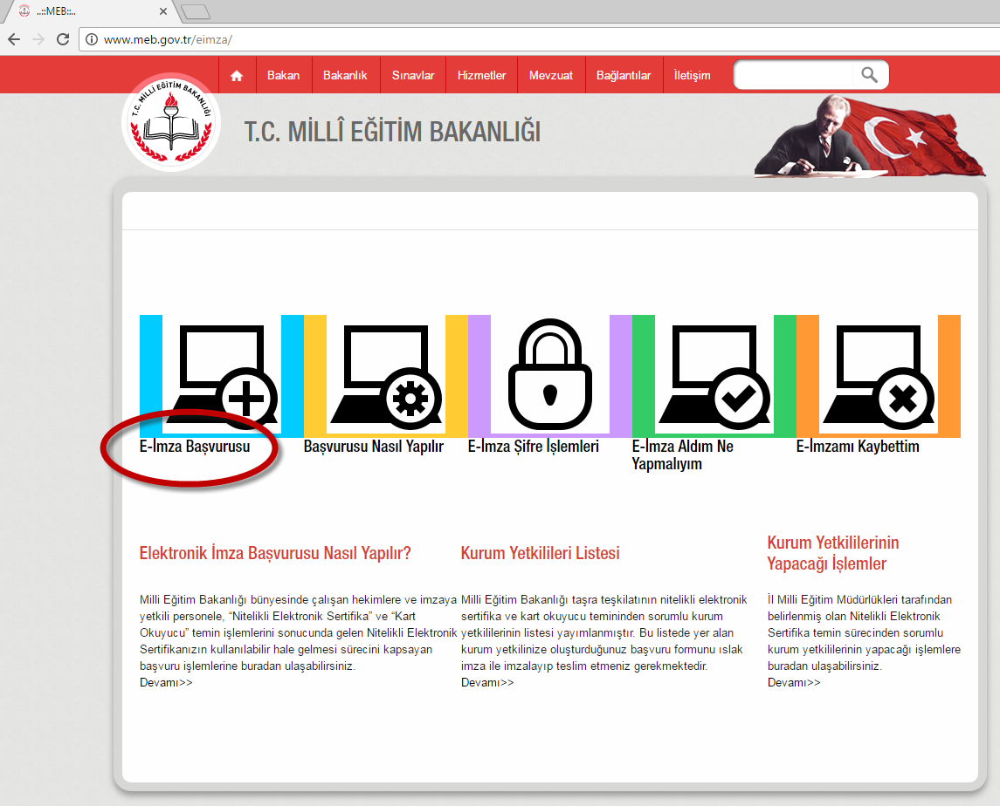 ..::MEB::..
www.meb.gov.tr/eimza/
Bakan
Bakanlık
Sınavlar
Hizmetler
Mevzuat
Bağlantılar
İletişim
T.C. MİLLÎ EĞİTİM BAKANLIĞI
T.C. MİLLÎ EĞİTİM BAKANLIĞI
E-İmza Başvurusu
Başvurusu Nasıl Yapılır
E-İmza Şifre İşlemleri
E-İmza Aldım Ne
Yapmalıyım
E-İmzamı Kaybettim
Elektronik İmza Başvurusu Nasıl Yapılır?
Milli Eğitim Bakanlığı bünyesinde çalışan hekimlere ve imzaya
yetkili personele, “Nitelikli Elektronik Sertifika” ve “Kart
Okuyucu” temin işlemlerini sonucunda gelen Nitelikli Elektronik
Sertifikanızın kullanılabilir hale gelmesi sürecini kapsayan
başvuru işlemlerine buradan ulaşabilirsiniz.
Devamı>>
Kurum Yetkilileri Listesi
Milli Eğitim Bakanlığı taşra teşkilatının nitelikli elektronik
sertifika ve kart okuyucu temininden sorumlu kurum
yetkililerinin listesi yayımlanmıştır. Bu listede yer alan
kurum yetkilinize oluşturduğunuz başvuru formunu ıslak
imza ile imzalayıp teslim etmeniz gerekmektedir.
Devamı>>
Kurum Yetkililerinin
Yapacağı İşlemler
İl Milli Eğitim Müdürlükleri tarafından
belirlenmiş olan Nitelikli Elektronik
Sertifika temin sürecinden sorumlu
kurum yetkililerinin yapacağı işlemlere
buradan ulaşabilirsiniz.
Devamı>>